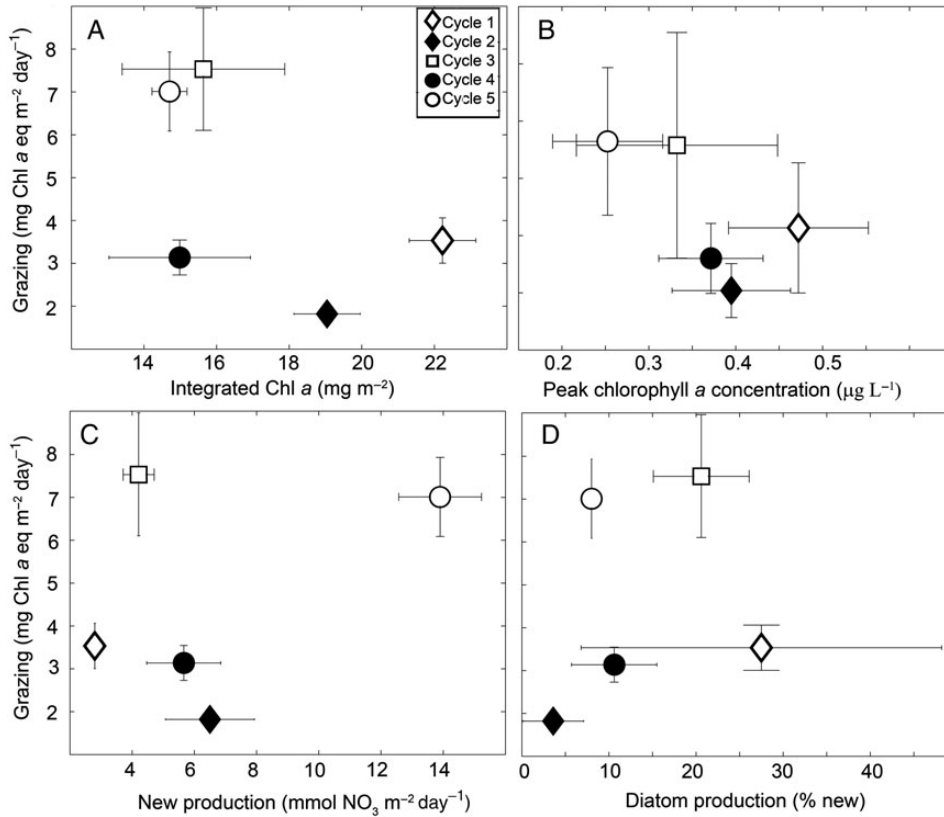 A
Cycle 1
Cycle 2
Cycle 3
Cycle 4
Cycle 5
8
7
6
5
4
3
2
Grazing (mg Chl a eq m⁻² day⁻¹)
14 16 18 20 22
Integrated Chl a (mg m⁻²)
B
0.2 0.3 0.4 0.5
Peak chlorophyll a concentration (μg L⁻¹)
C
8
7
6
5
4
3
2
Grazing (mg Chl a eq m⁻² day⁻¹)
4 6 8 10 12 14
New production (mmol NO₃ m⁻² day⁻¹)
D
0 10 20 30 40
Diatom production (% new)